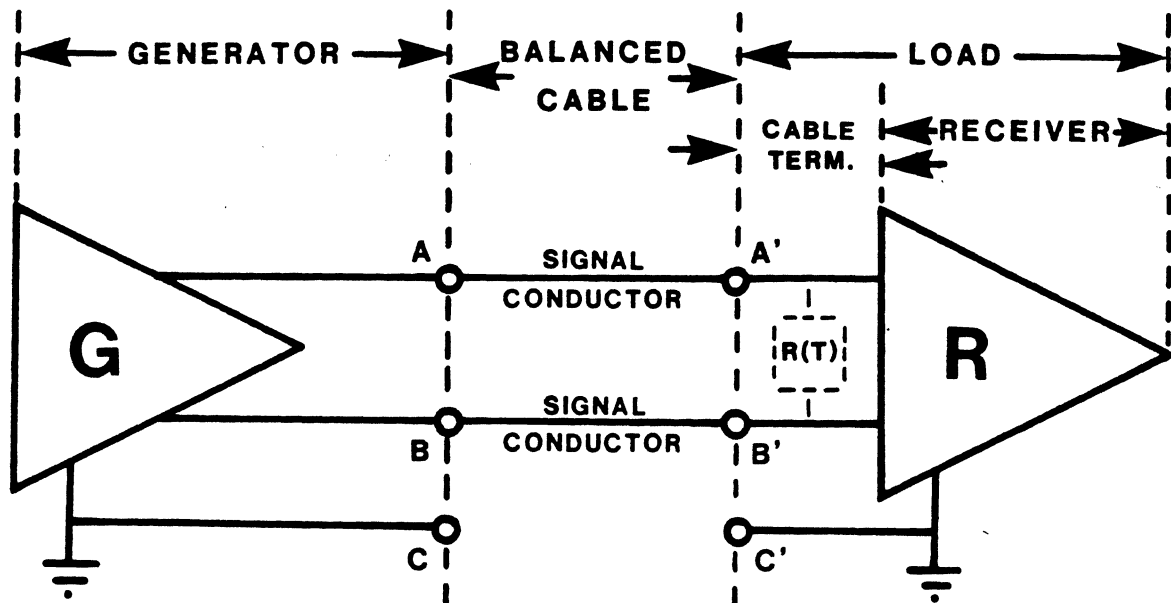 GENERATOR
BALANCED
CABLE
LOAD
CABLE
TERM.
RECEIVER
A
SIGNAL
CONDUCTOR
A'
G
R(T)
R
B
SIGNAL
CONDUCTOR
B'
C
C'